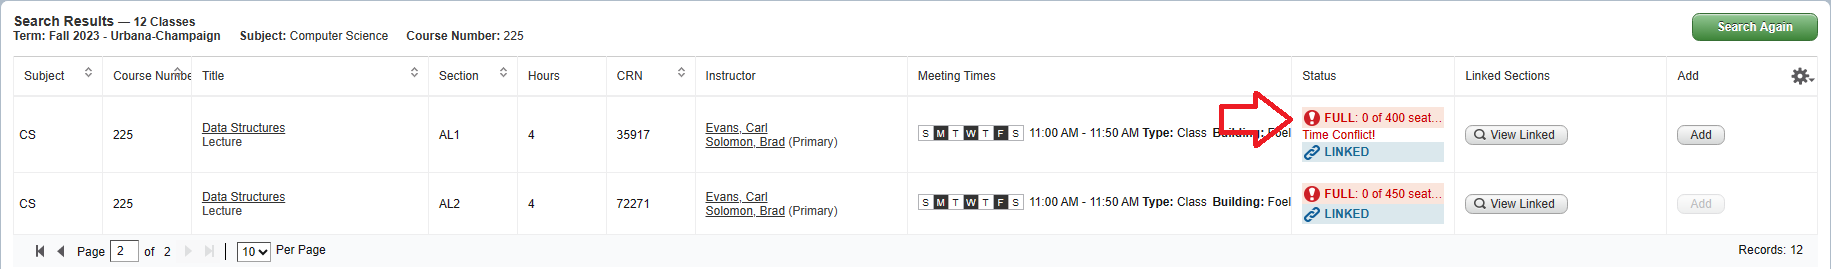 Search Results — 12 Classes
Term: Fall 2023 - Urbana-Champaign Subject: Computer Science Course Number: 225
Search Again
Subject Course Number Title Section Hours CRN Instructor Meeting Times Status Linked Sections Add
CS 225 Data Structures AL1 4 35917 Evans, Carl S M T W T F S 11:00 AM - 11:50 AM Type: Class Building: Foel FULL: 0 of 400 seat... View Linked Add
Lecture Solomon, Brad (Primary) Time Conflict!
LINKED
CS 225 Data Structures AL2 4 72271 Evans, Carl S M T W T F S 11:00 AM - 11:50 AM Type: Class Building: Foel FULL: 0 of 450 seat... View Linked Add
Lecture Solomon, Brad (Primary) LINKED
Page 2 of 2 10 Per Page Records: 12